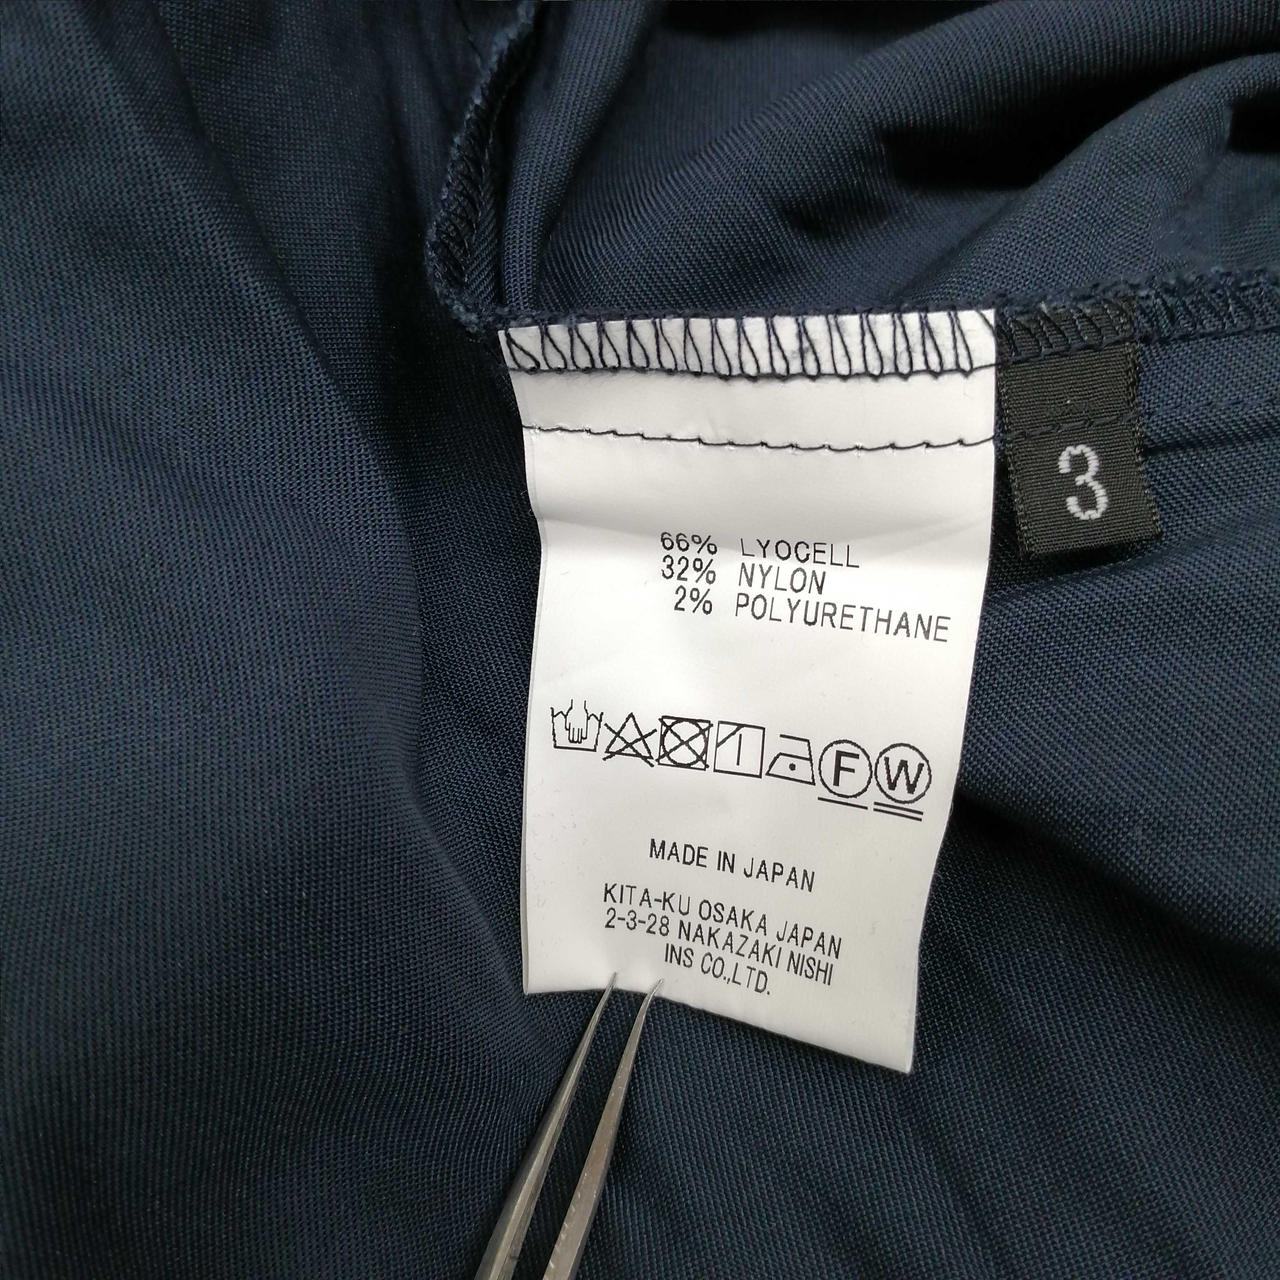 3
66% LYOCELL
32% NYLON
2% POLYURETHANE
F W
MADE IN JAPAN
KITA-KU OSAKA JAPAN
2-3-28 NAKAZAKI NISHI
INS CO.,LTD.